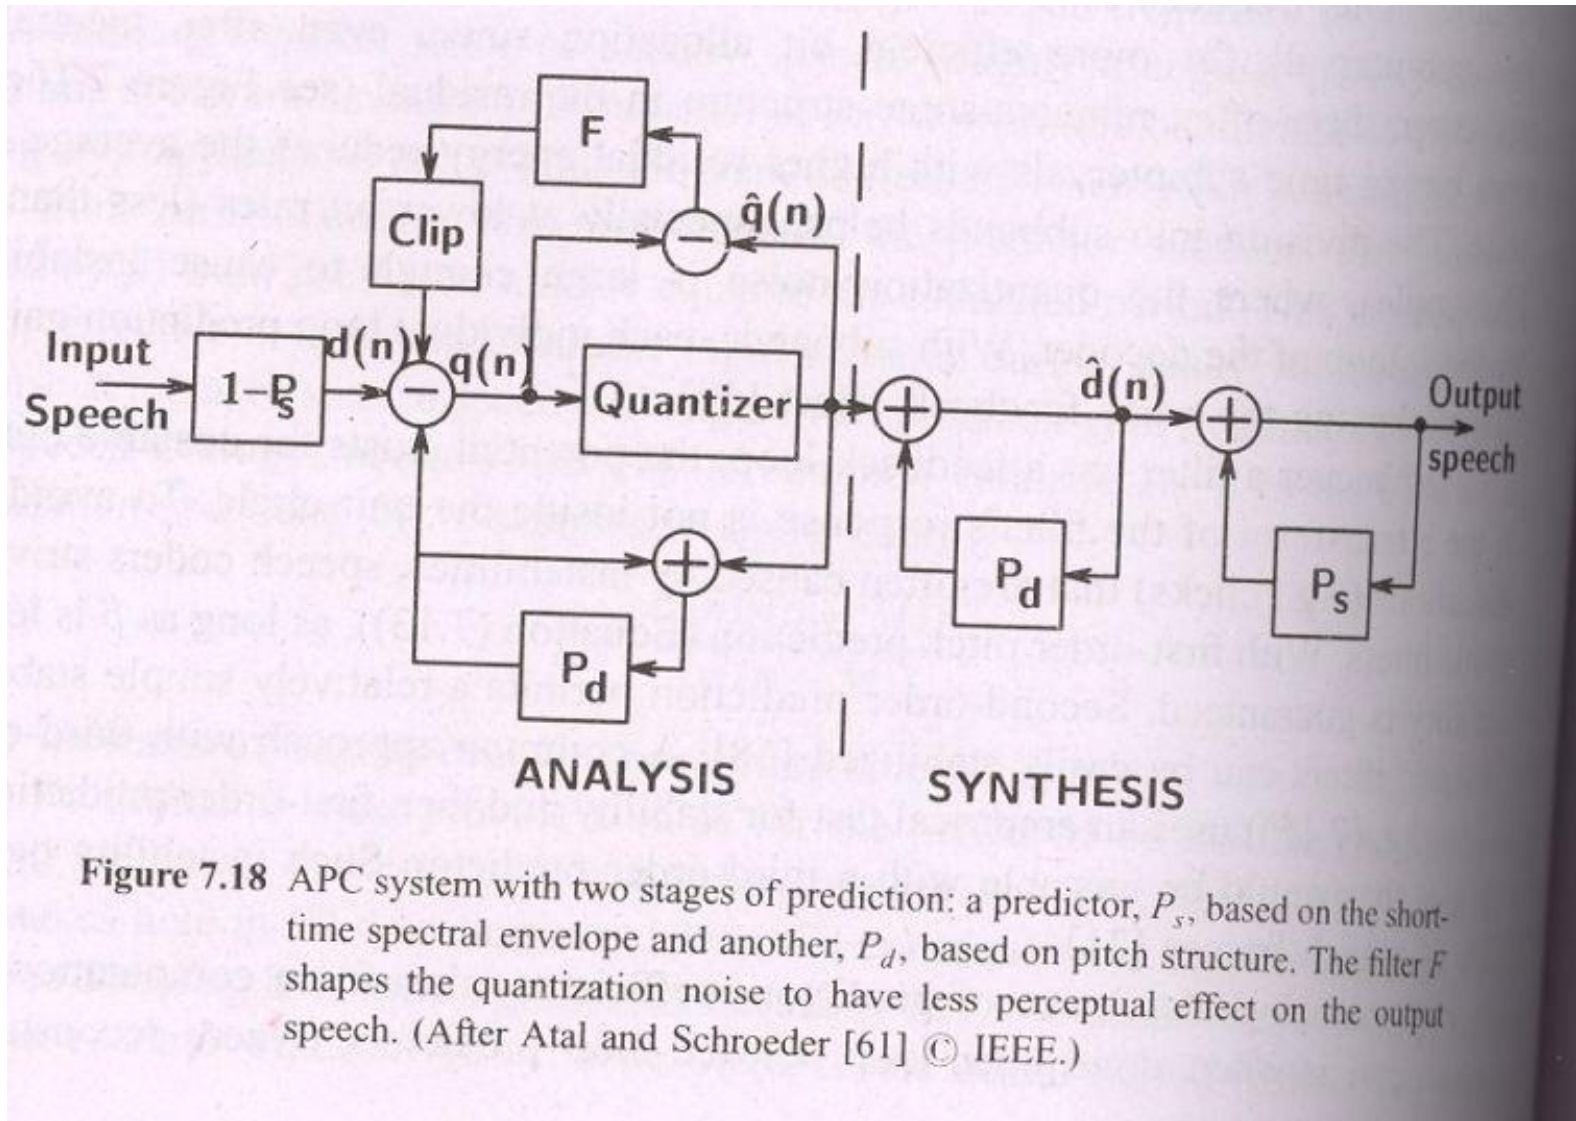 F
Clip
q̂(n)
Input
Speech
1-Ps
d(n)
q(n)
Quantizer
d̂(n)
Output
speech
Pd
Ps
Pd
ANALYSIS
SYNTHESIS
Figure 7.18 APC system with two stages of prediction: a predictor, Ps, based on the short-
time spectral envelope and another, Pd, based on pitch structure. The filter F
shapes the quantization noise to have less perceptual effect on the output
speech. (After Atal and Schroeder [61] © IEEE.)